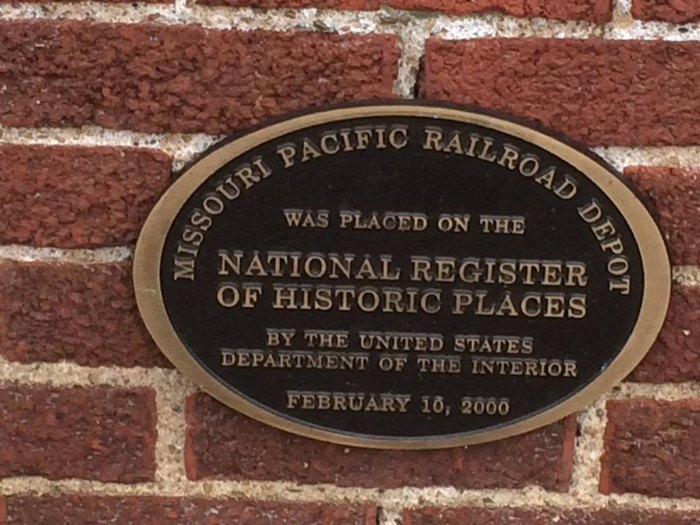 MISSOURI PACIFIC RAILROAD DEPOT
WAS PLACED ON THE
NATIONAL REGISTER
OF HISTORIC PLACES
BY THE UNITED STATES
DEPARTMENT OF THE INTERIOR
FEBRUARY 10, 2000